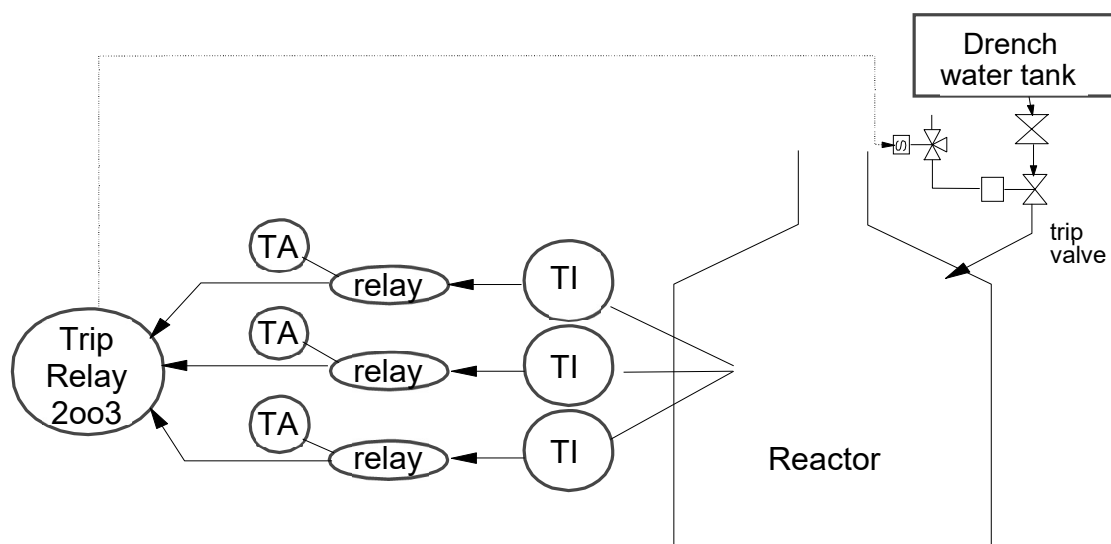 Drench
water tank
S
trip
valve
TA
relay
TI
Trip
Relay
2oo3
TA
relay
TI
TA
relay
TI
Reactor